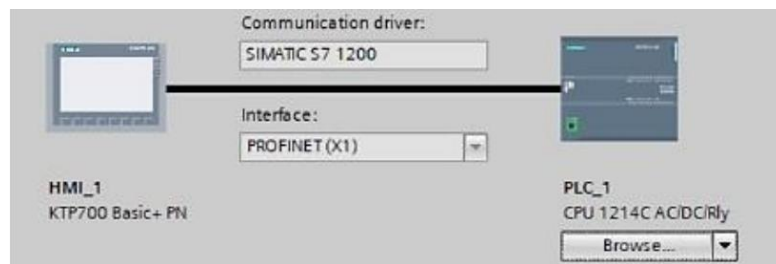 Communication driver:
SIMATIC S7 1200
Interface:
PROFINET (X1)
HMI_1
KTP700 Basic+ PN
PLC_1
CPU 1214C AC/DC/Rly
Browse...